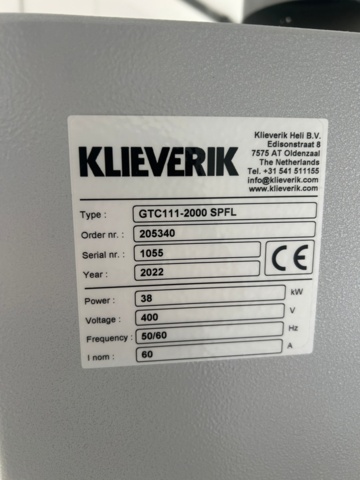 KLIEVERIK
Klieverik Heli B.V.
Edisonstraat 8
7575 AT Oldenzaal
The Netherlands
Tel. +31 541 511155
info@klieverik.com
www.klieverik.com
Type : GTC111-2000 SPFL
Order nr. : 205340
Serial nr. : 1055
Year : 2022
CE
Power : 38 kW
Voltage : 400 V
Frequency : 50/60 Hz
I nom : 60 A